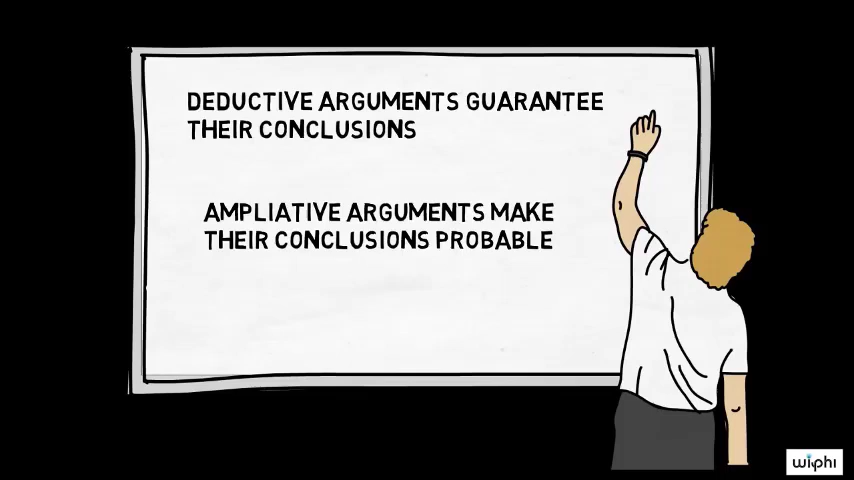 DEDUCTIVE ARGUMENTS GUARANTEE
THEIR CONCLUSIONS
AMPLIATIVE ARGUMENTS MAKE
THEIR CONCLUSIONS PROBABLE
wiphi